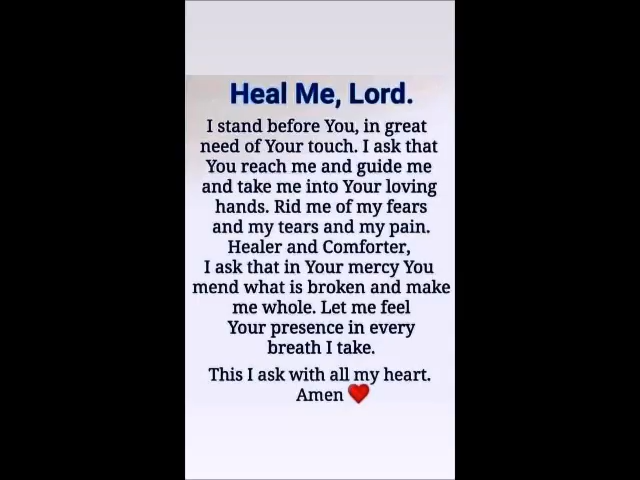 Heal Me, Lord.
I stand before You, in great
need of Your touch. I ask that
You reach me and guide me
and take me into Your loving
hands. Rid me of my fears
and my tears and my pain.
Healer and Comforter,
I ask that in Your mercy You
mend what is broken and make
me whole. Let me feel
Your presence in every
breath I take.
This I ask with all my heart.
Amen ❤️